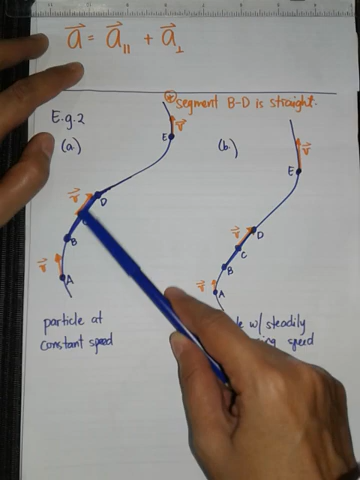 a = a∥ + a⊥
* segment B-D is straight.
E.g.2
(a)
(b)
E
v
E
v
v
D
D
v
C
B
B
v
v
A
A
particle at
constant speed
w/ steadily
speed